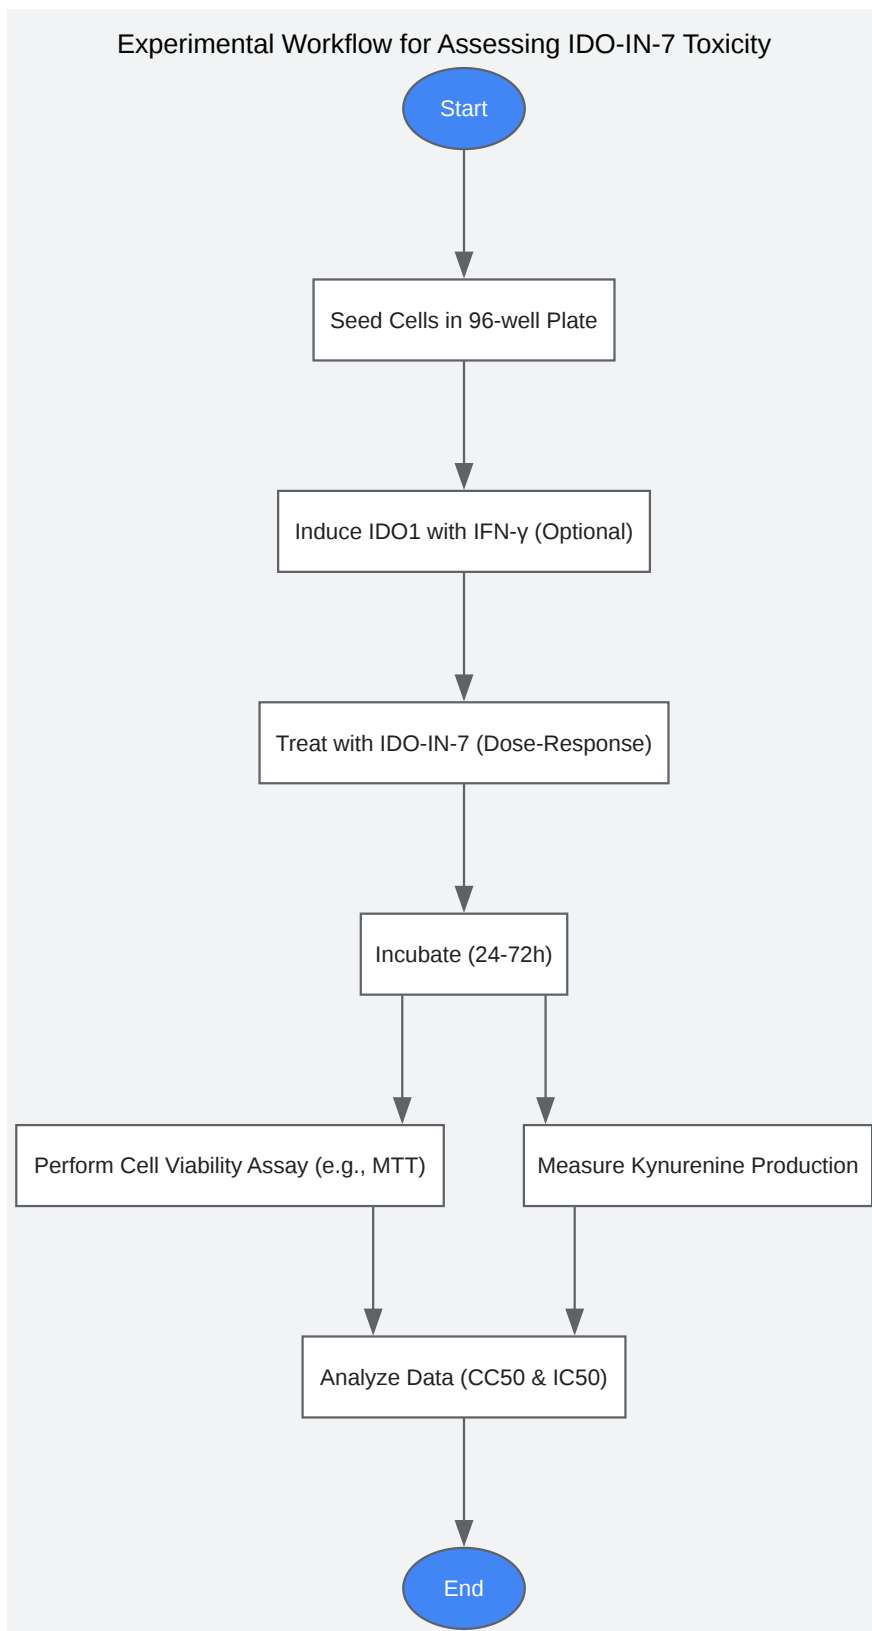 Experimental Workflow for Assessing IDO-IN-7 Toxicity
Start
Seed Cells in 96-well Plate
Induce IDO1 with IFN-γ (Optional)
Treat with IDO-IN-7 (Dose-Response)
Incubate (24-72h)
Perform Cell Viability Assay (e.g., MTT)
Measure Kynurenine Production
Analyze Data (CC50 & IC50)
End